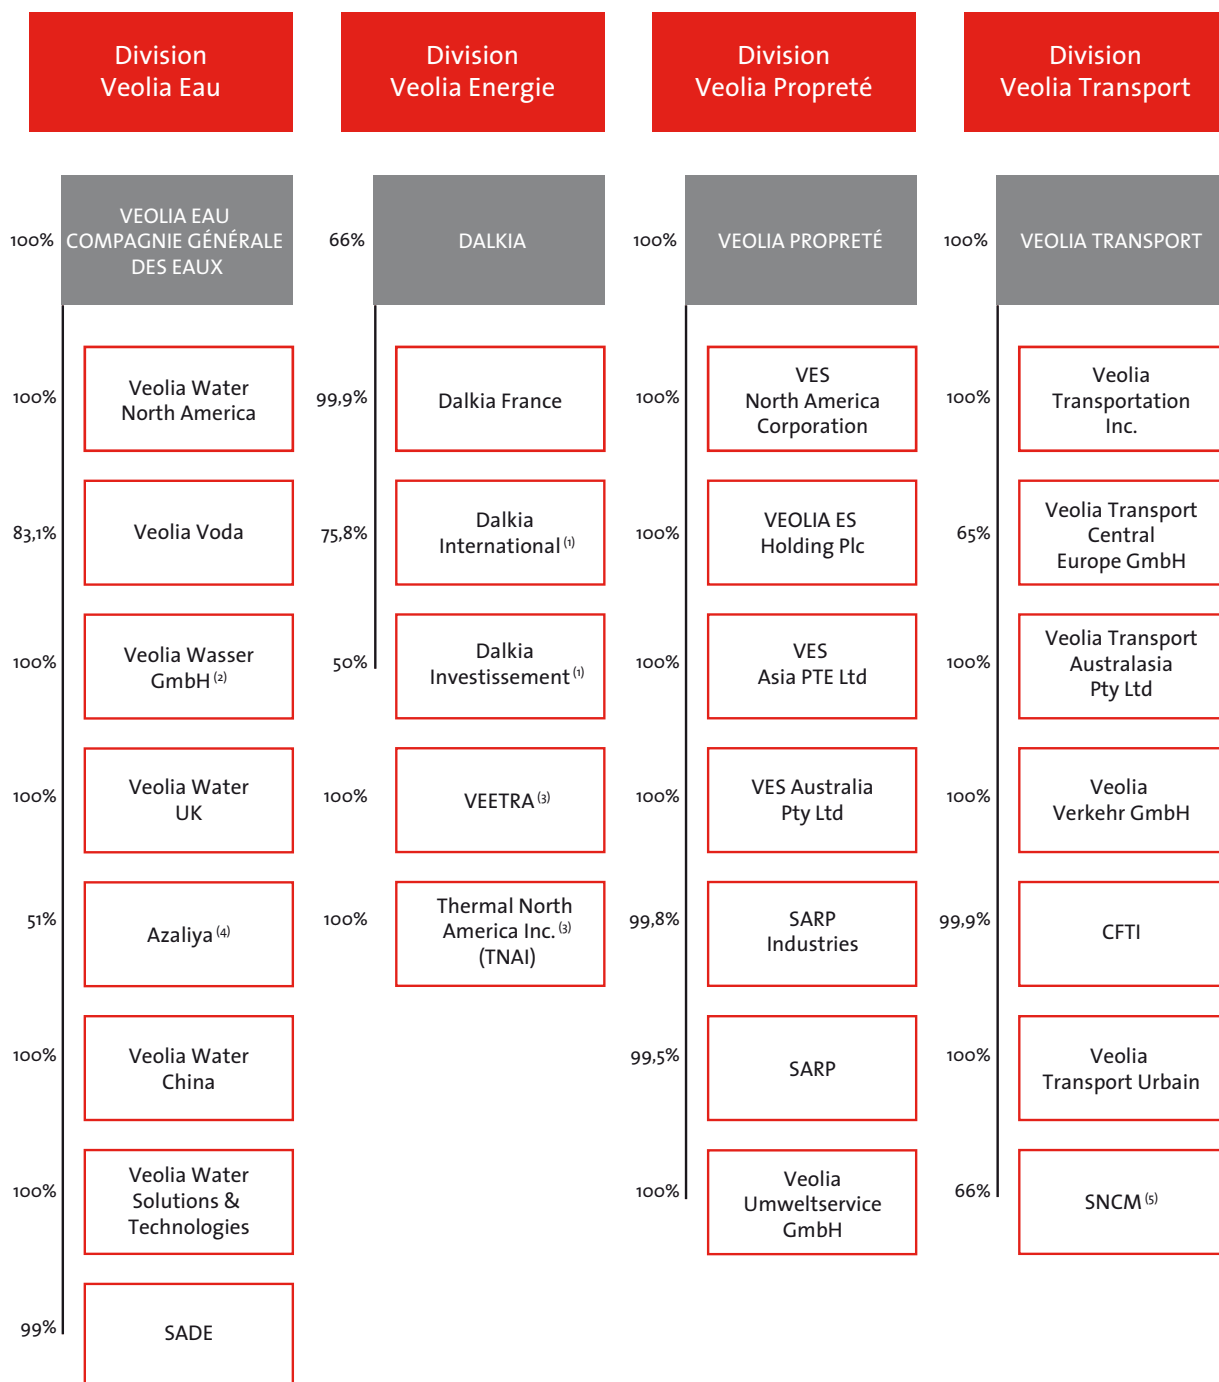 Division
Veolia Eau
Division
Veolia Energie
Division
Veolia Propreté
Division
Veolia Transport
100%
VEOLIA EAU
COMPAGNIE GÉNÉRALE
DES EAUX
66%
DALKIA
100%
VEOLIA PROPRETÉ
100%
VEOLIA TRANSPORT
100%
Veolia Water
North America
99,9%
Dalkia France
100%
VES
North America
Corporation
100%
Veolia
Transportation
Inc.
83,1%
Veolia Voda
75,8%
Dalkia
International (1)
100%
VEOLIA ES
Holding Plc
65%
Veolia Transport
Central
Europe GmbH
100%
Veolia Wasser
GmbH (2)
50%
Dalkia
Investissement (1)
100%
VES
Asia PTE Ltd
100%
Veolia Transport
Australasia
Pty Ltd
100%
Veolia Water
UK
100%
VEETRA (3)
100%
VES Australia
Pty Ltd
100%
Veolia
Verkehr GmbH
51%
Azaliya (4)
100%
Thermal North
America Inc. (3)
(TNAI)
99,8%
SARP
Industries
99,9%
CFTI
100%
Veolia Water
China
99,5%
SARP
100%
Veolia
Transport Urbain
100%
Veolia Water
Solutions &
Technologies
100%
Veolia
Umweltservice
GmbH
66%
SNCM (5)
99%
SADE